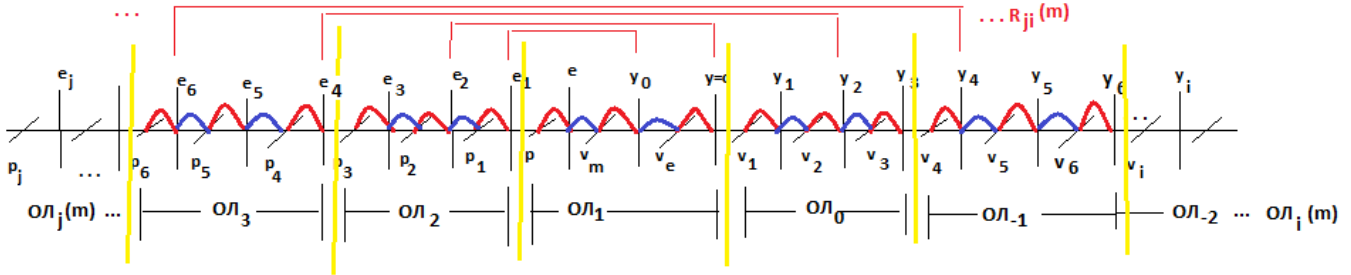 ... ... R ji (m)
e j e 6 e 5 e 4 e 3 e 2 e 1 e y 0 y=c y 1 y 2 y 3 y 4 y 5 y 6 y i
p j ... p 6 p 5 p 4 p 3 p 2 p 1 p v m v e v 1 v 2 v 3 v 4 v 5 v 6 .. v i
ОЛ j (m) ... ОЛ 3 ОЛ 2 ОЛ 1 ОЛ 0 ОЛ -1 ОЛ -2 ... ОЛ i (m)